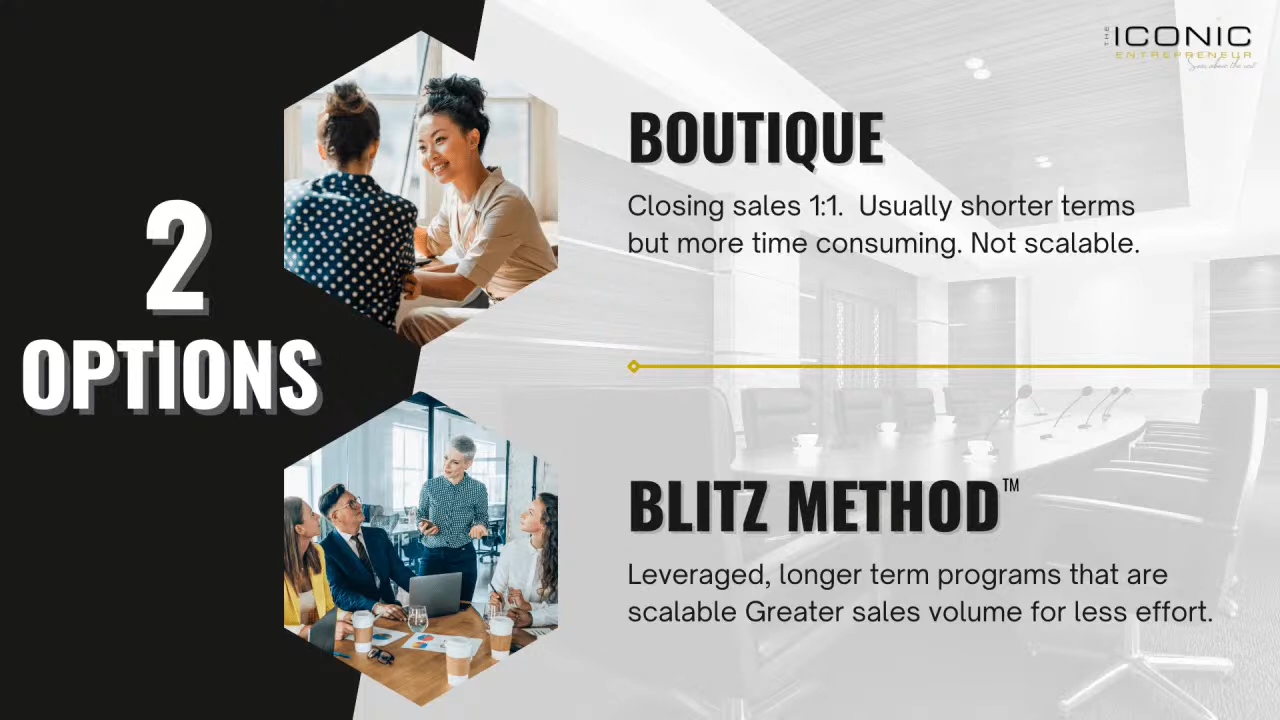 THE
ICONIC
ENTREPRENEUR
2
OPTIONS
BOUTIQUE
Closing sales 1:1.  Usually shorter terms
but more time consuming. Not scalable.
BLITZ METHOD™
Leveraged, longer term programs that are
scalable Greater sales volume for less effort.